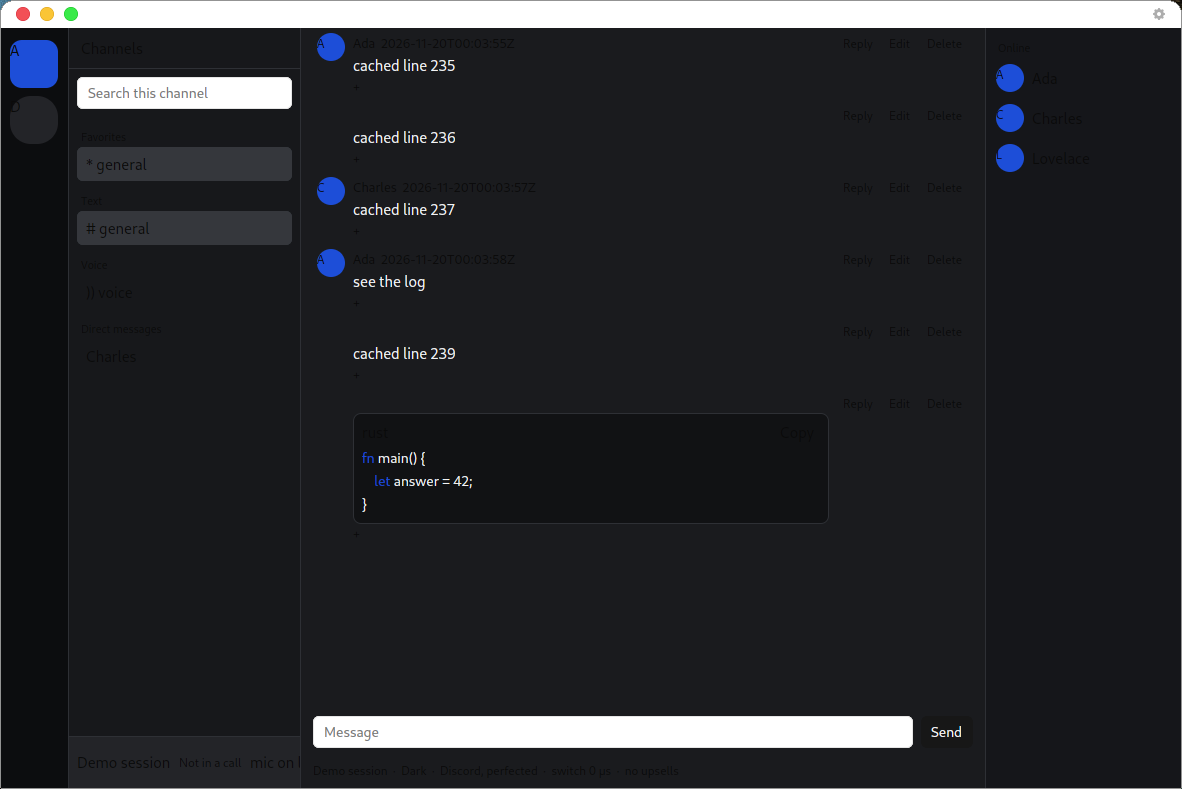 A
D
Channels
Search this channel
Favorites
* general
Text
# general
Voice
)) voice
Direct messages
Charles
Demo session Not in a call mic on
A
Ada 2026-11-20T00:03:55Z
Reply Edit Delete
cached line 235
+
Reply Edit Delete
cached line 236
+
C
Charles 2026-11-20T00:03:57Z
Reply Edit Delete
cached line 237
+
A
Ada 2026-11-20T00:03:58Z
Reply Edit Delete
see the log
+
Reply Edit Delete
cached line 239
+
Reply Edit Delete
rust
Copy
fn main() {
    let answer = 42;
}
+
Message
Send
Demo session · Dark · Discord, perfected · switch 0 µs · no upsells
Online
A
Ada
C
Charles
L
Lovelace